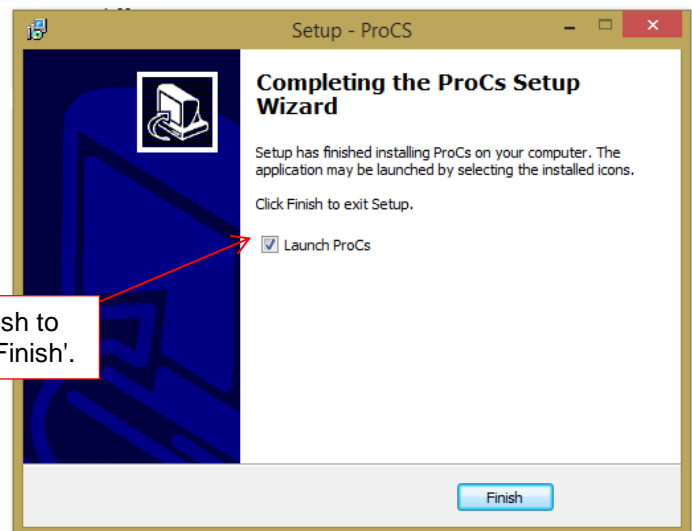 Setup - ProCS
Completing the ProCs Setup
Wizard
Setup has finished installing ProCs on your computer. The
application may be launched by selecting the installed icons.
Click Finish to exit Setup.
Launch ProCs
sh to
Finish'.
Finish